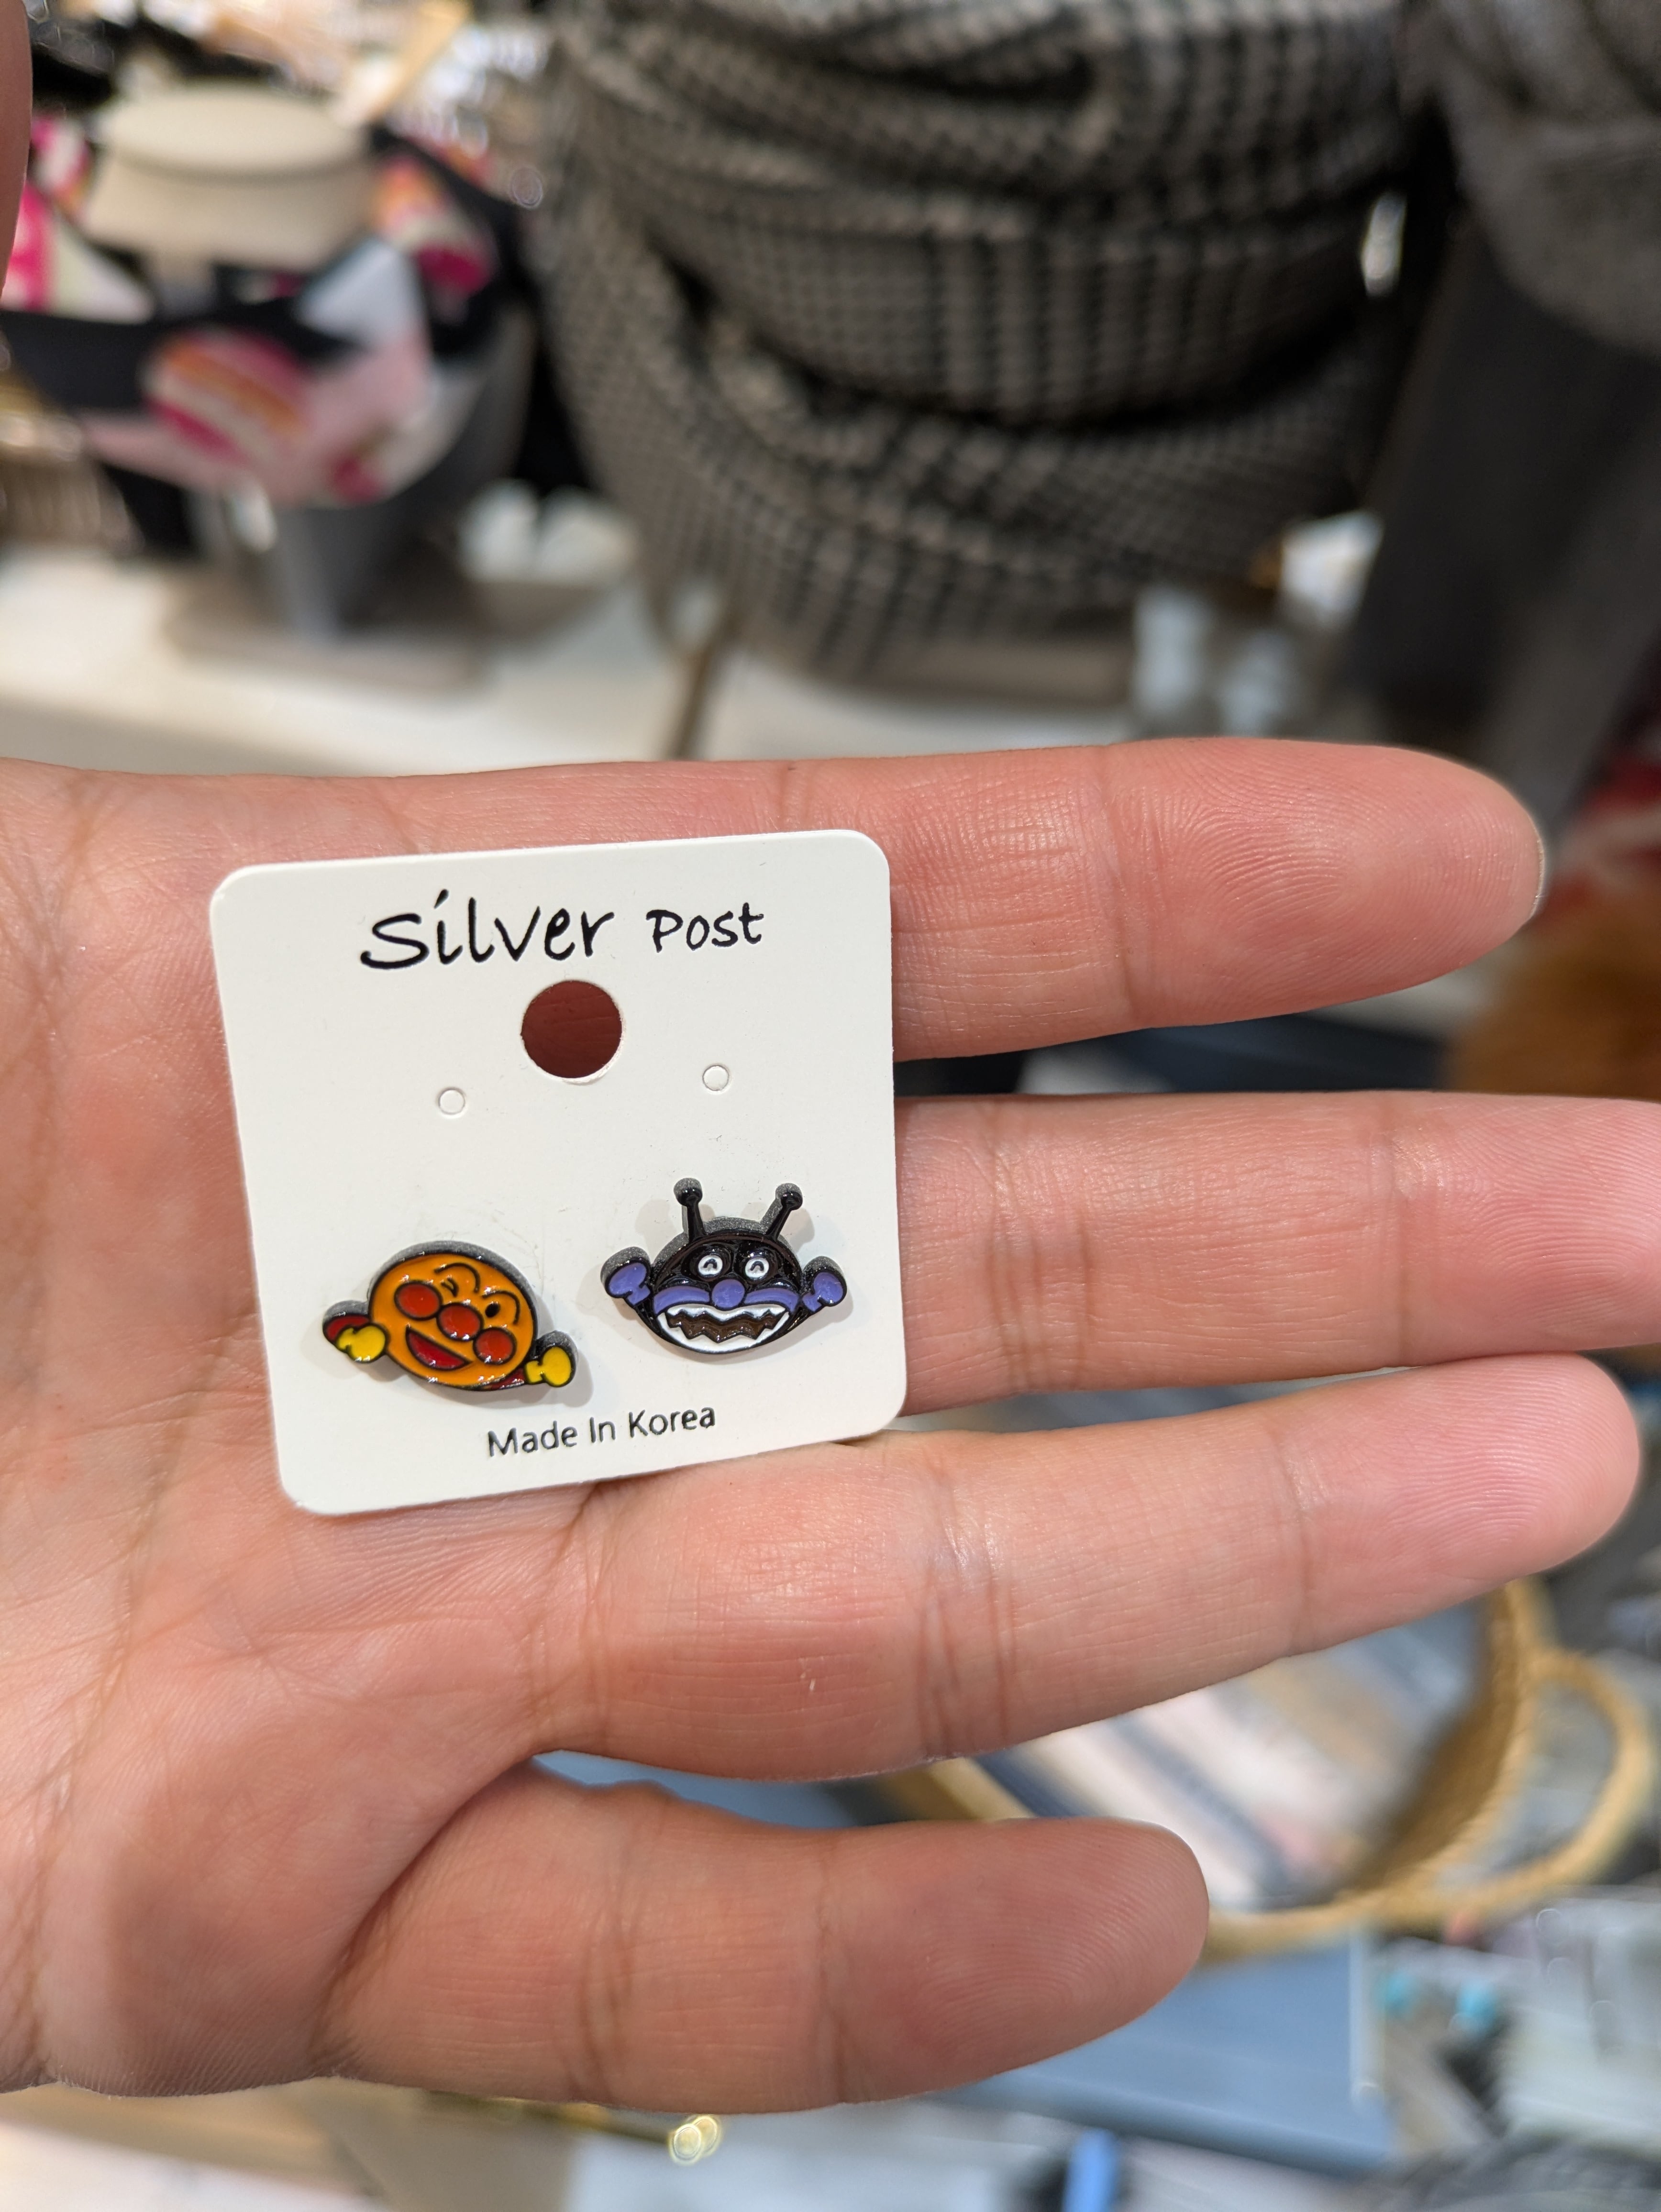 Silver Post
Made In Korea